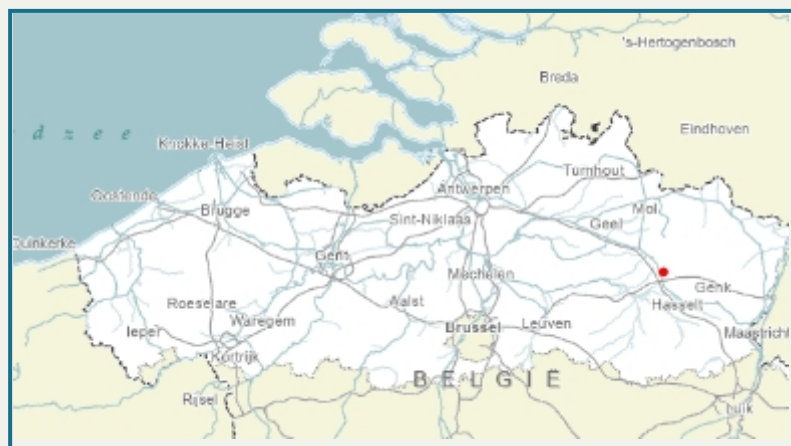 's-Hertogenbosch
Breda
Eindhoven
d z e e
Knokke-Heist
Turnhout
Antwerpen
Oostende
Mol
Brugge
Sint-Niklaas
Geel
Duinkerke
Gent
Mechelen
Genk
Roeselare
Aalst
Hasselt
Ieper
Waregem
Brussel
Leuven
Maastricht
Kortrijk
BELGIË
Rijsel
Luik